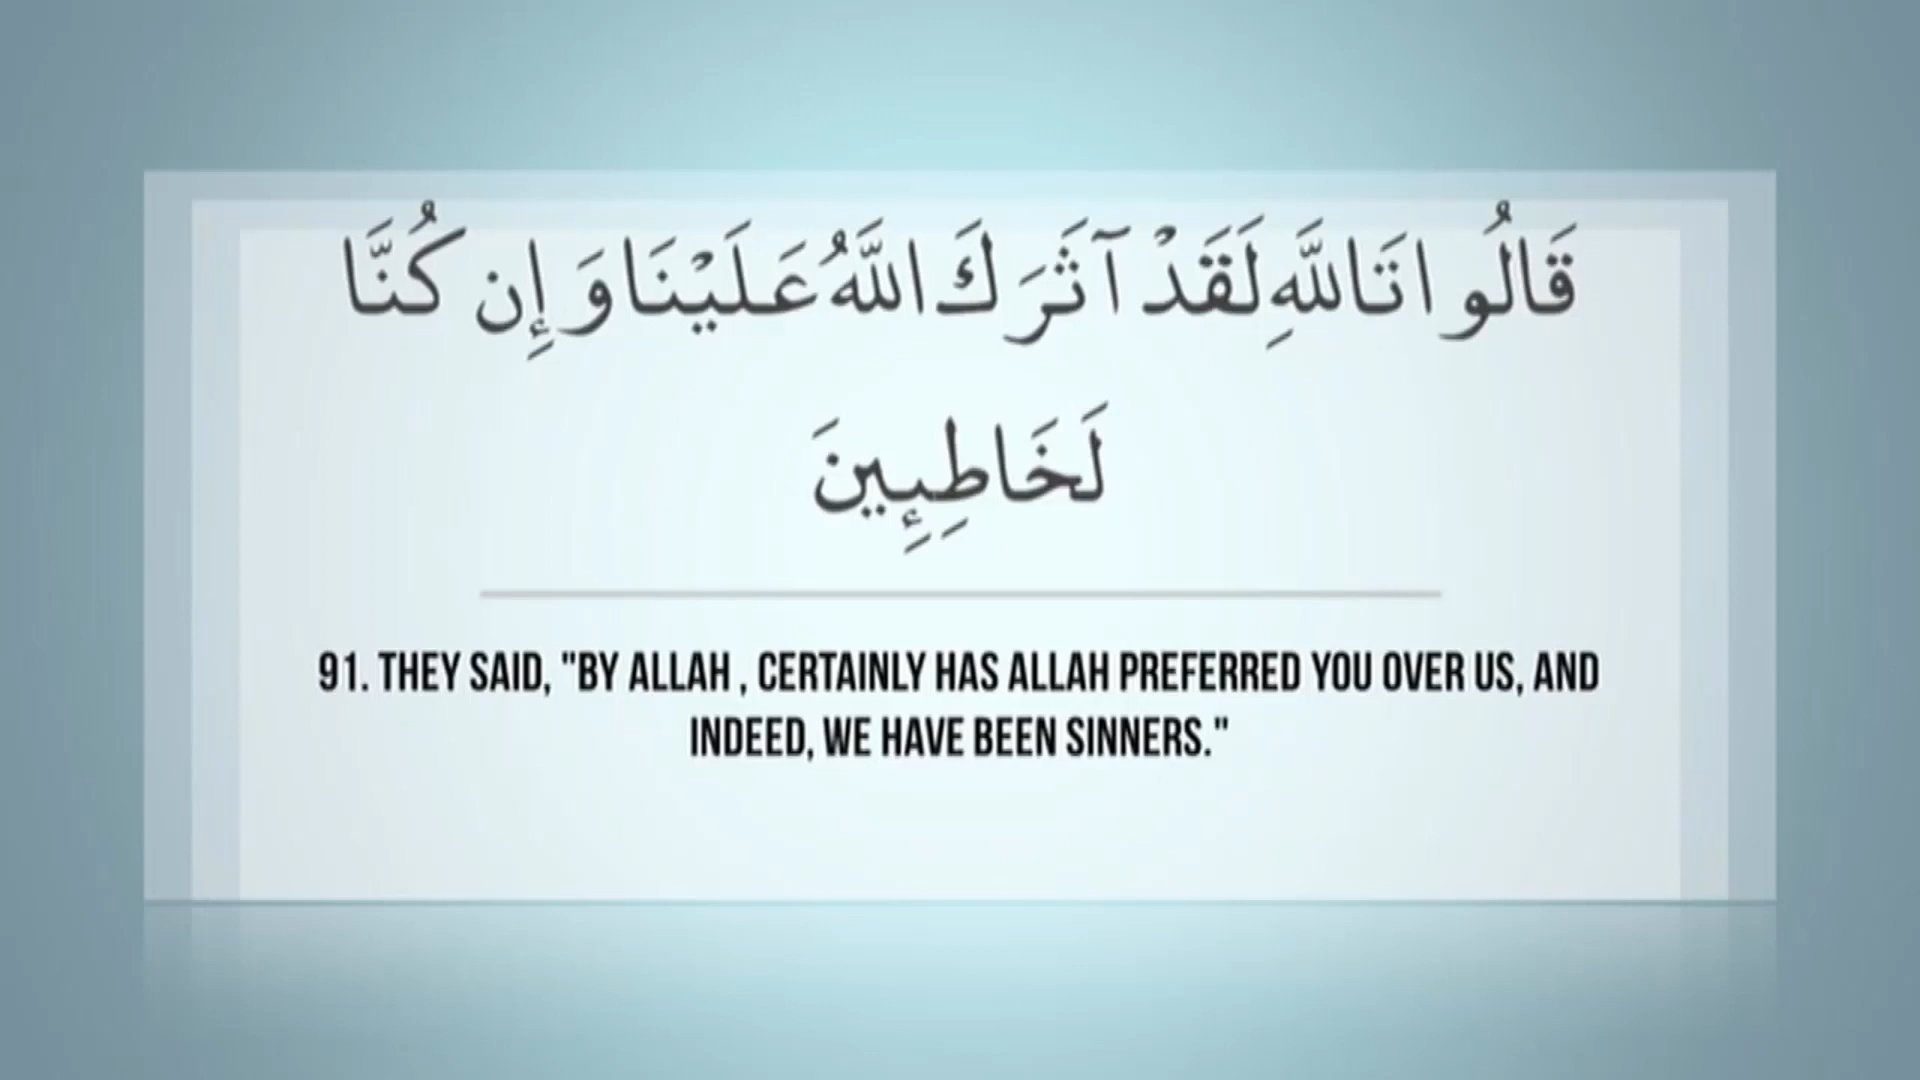 قَالُوا تَاللَّهِ لَقَدْ آثَرَكَ اللَّهُ عَلَيْنَا وَإِن كُنَّا
لَخَاطِئِينَ
91. THEY SAID, "BY ALLAH , CERTAINLY HAS ALLAH PREFERRED YOU OVER US, AND
INDEED, WE HAVE BEEN SINNERS."